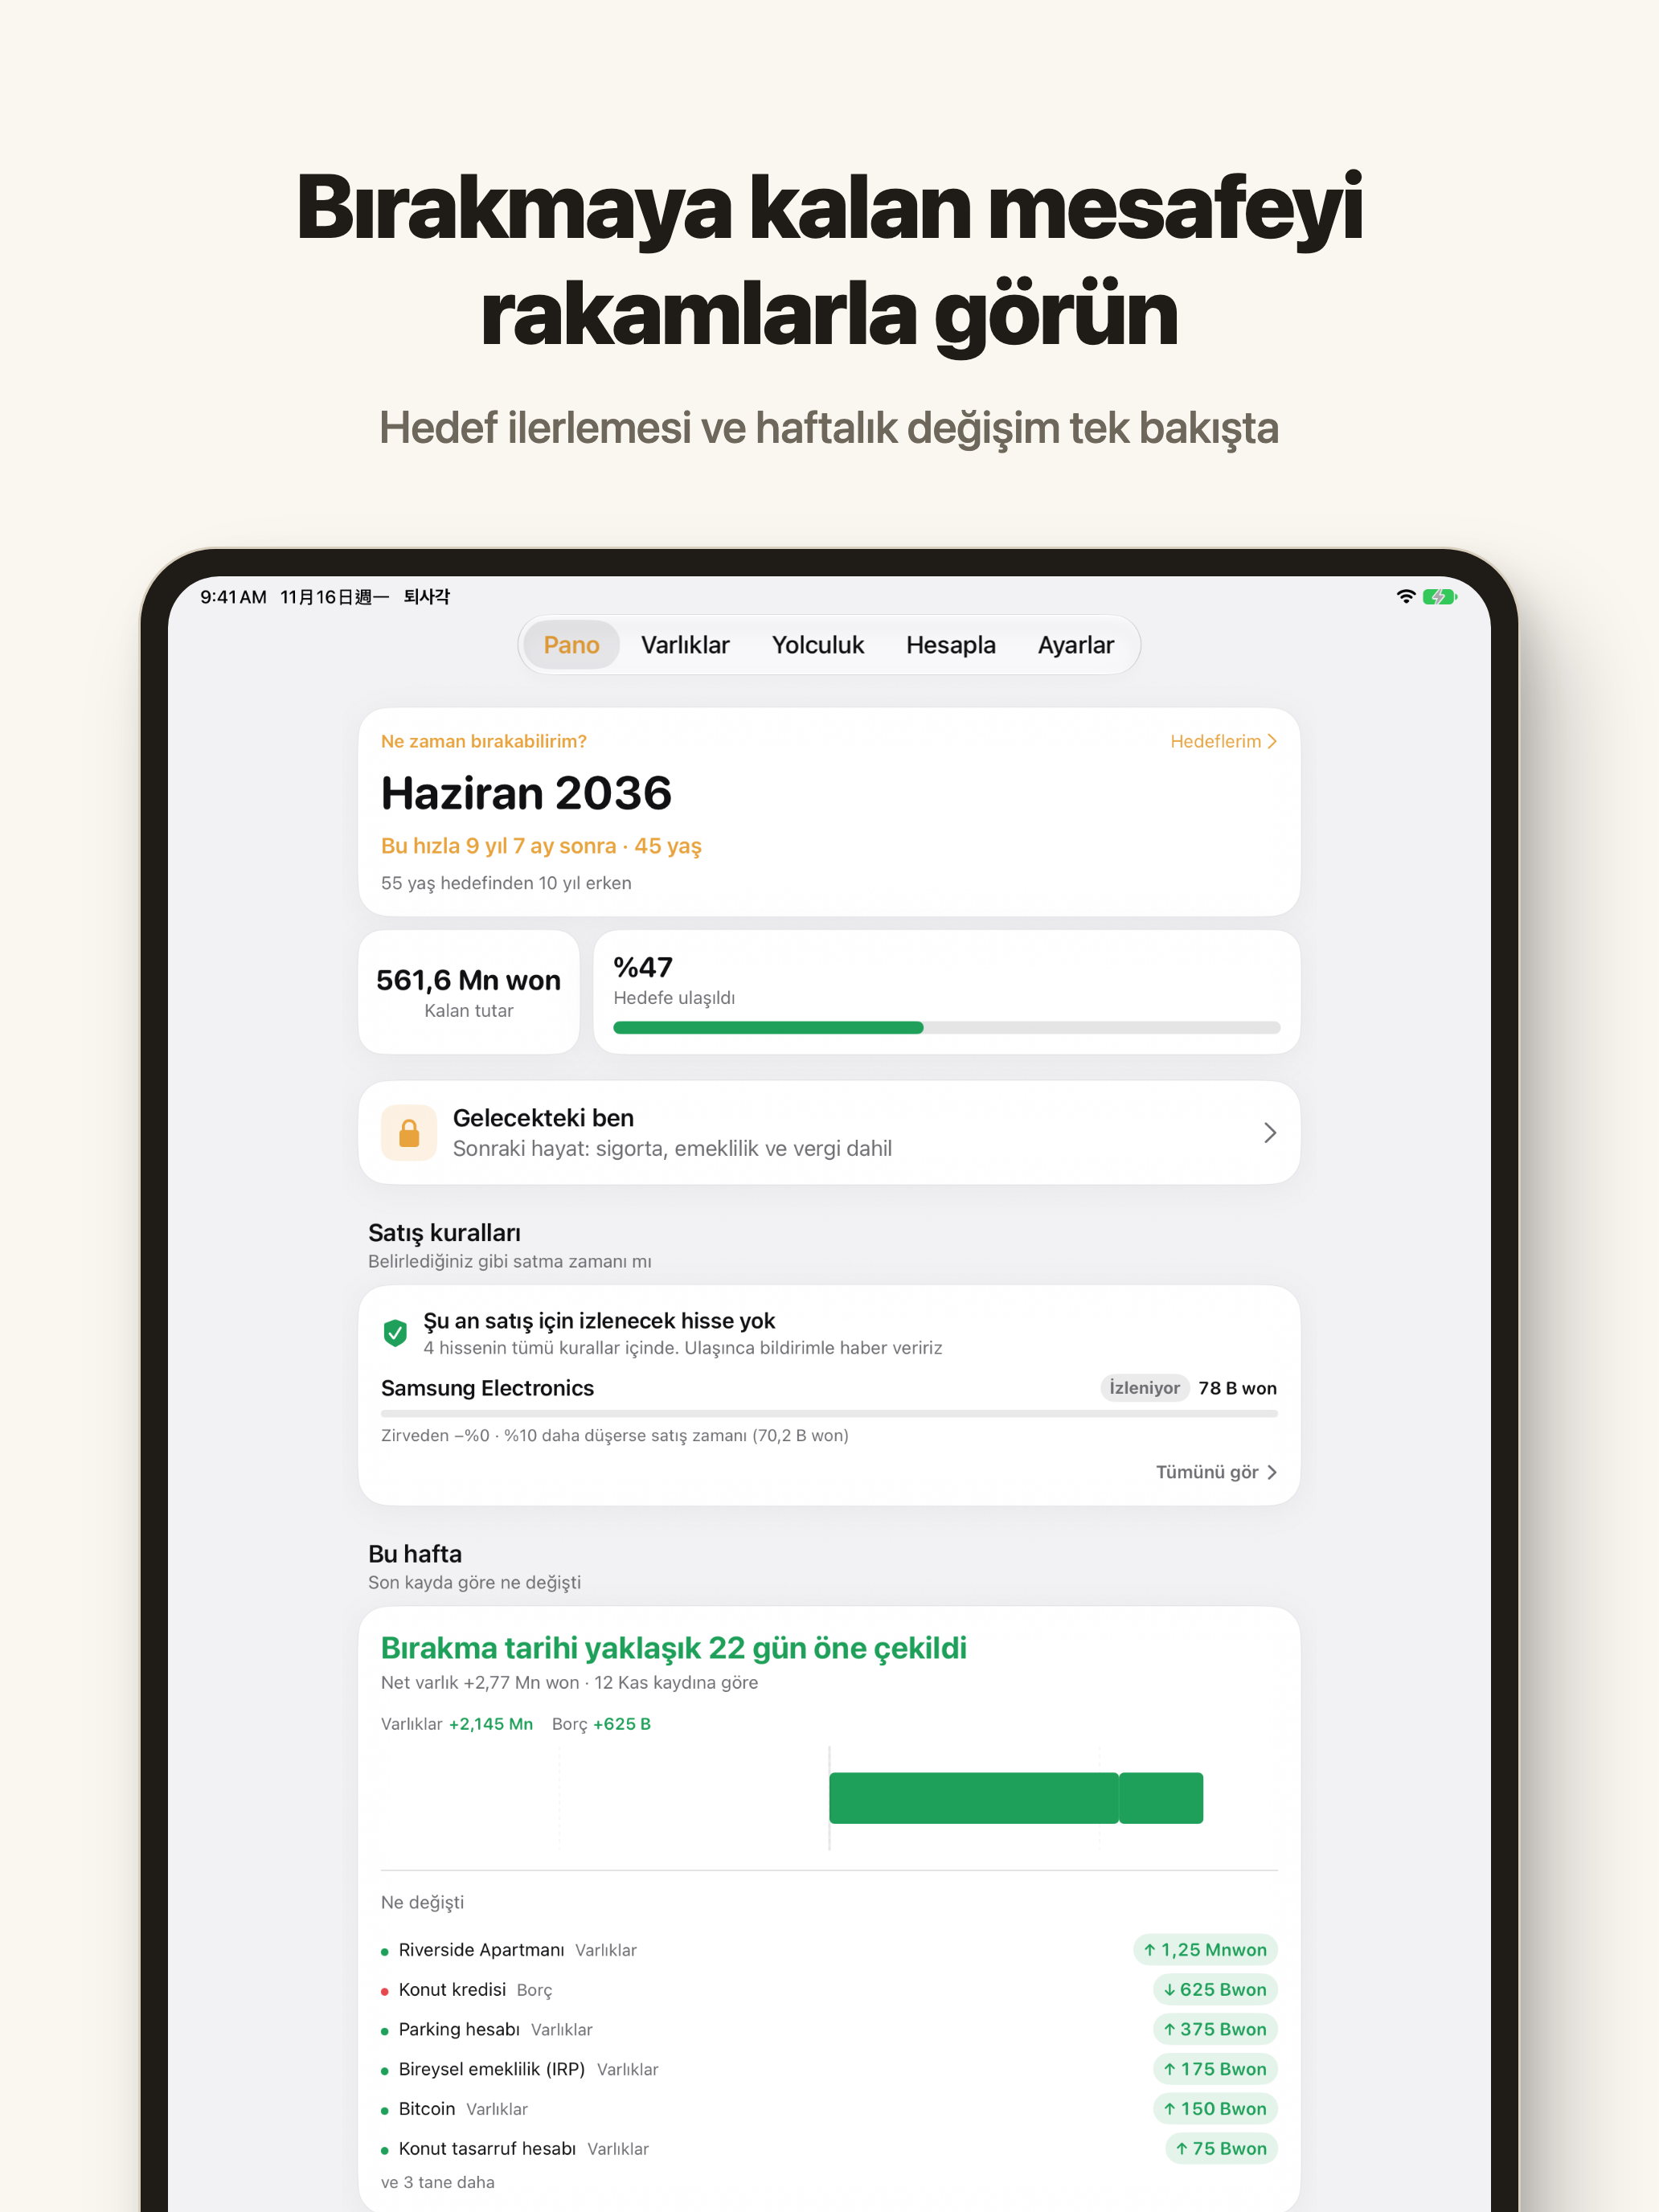 Bırakmaya kalan mesafeyi
rakamlarla görün
Hedef ilerlemesi ve haftalık değişim tek bakışta
9:41 AM 11月16日週一 퇴사각
Pano Varlıklar Yolculuk Hesapla Ayarlar
Ne zaman bırakabilirim? Hedeflerim
Haziran 2036
Bu hızla 9 yıl 7 ay sonra · 45 yaş
55 yaş hedefinden 10 yıl erken
561,6 Mn won
Kalan tutar
%47
Hedefe ulaşıldı
Gelecekteki ben
Sonraki hayat: sigorta, emeklilik ve vergi dahil
Satış kuralları
Belirlediğiniz gibi satma zamanı mı
Şu an satış için izlenecek hisse yok
4 hissenin tümü kurallar içinde. Ulaşınca bildirimle haber veririz
Samsung Electronics İzleniyor 78 B won
Zirveden −%0 · %10 daha düşerse satış zamanı (70,2 B won)
Tümünü gör
Bu hafta
Son kayda göre ne değişti
Bırakma tarihi yaklaşık 22 gün öne çekildi
Net varlık +2,77 Mn won · 12 Kas kaydına göre
Varlıklar +2,145 Mn Borç +625 B
Ne değişti
Riverside Apartmanı Varlıklar ↑ 1,25 Mnwon
Konut kredisi Borç ↓ 625 Bwon
Parking hesabı Varlıklar ↑ 375 Bwon
Bireysel emeklilik (IRP) Varlıklar ↑ 175 Bwon
Bitcoin Varlıklar ↑ 150 Bwon
Konut tasarruf hesabı Varlıklar ↑ 75 Bwon
ve 3 tane daha